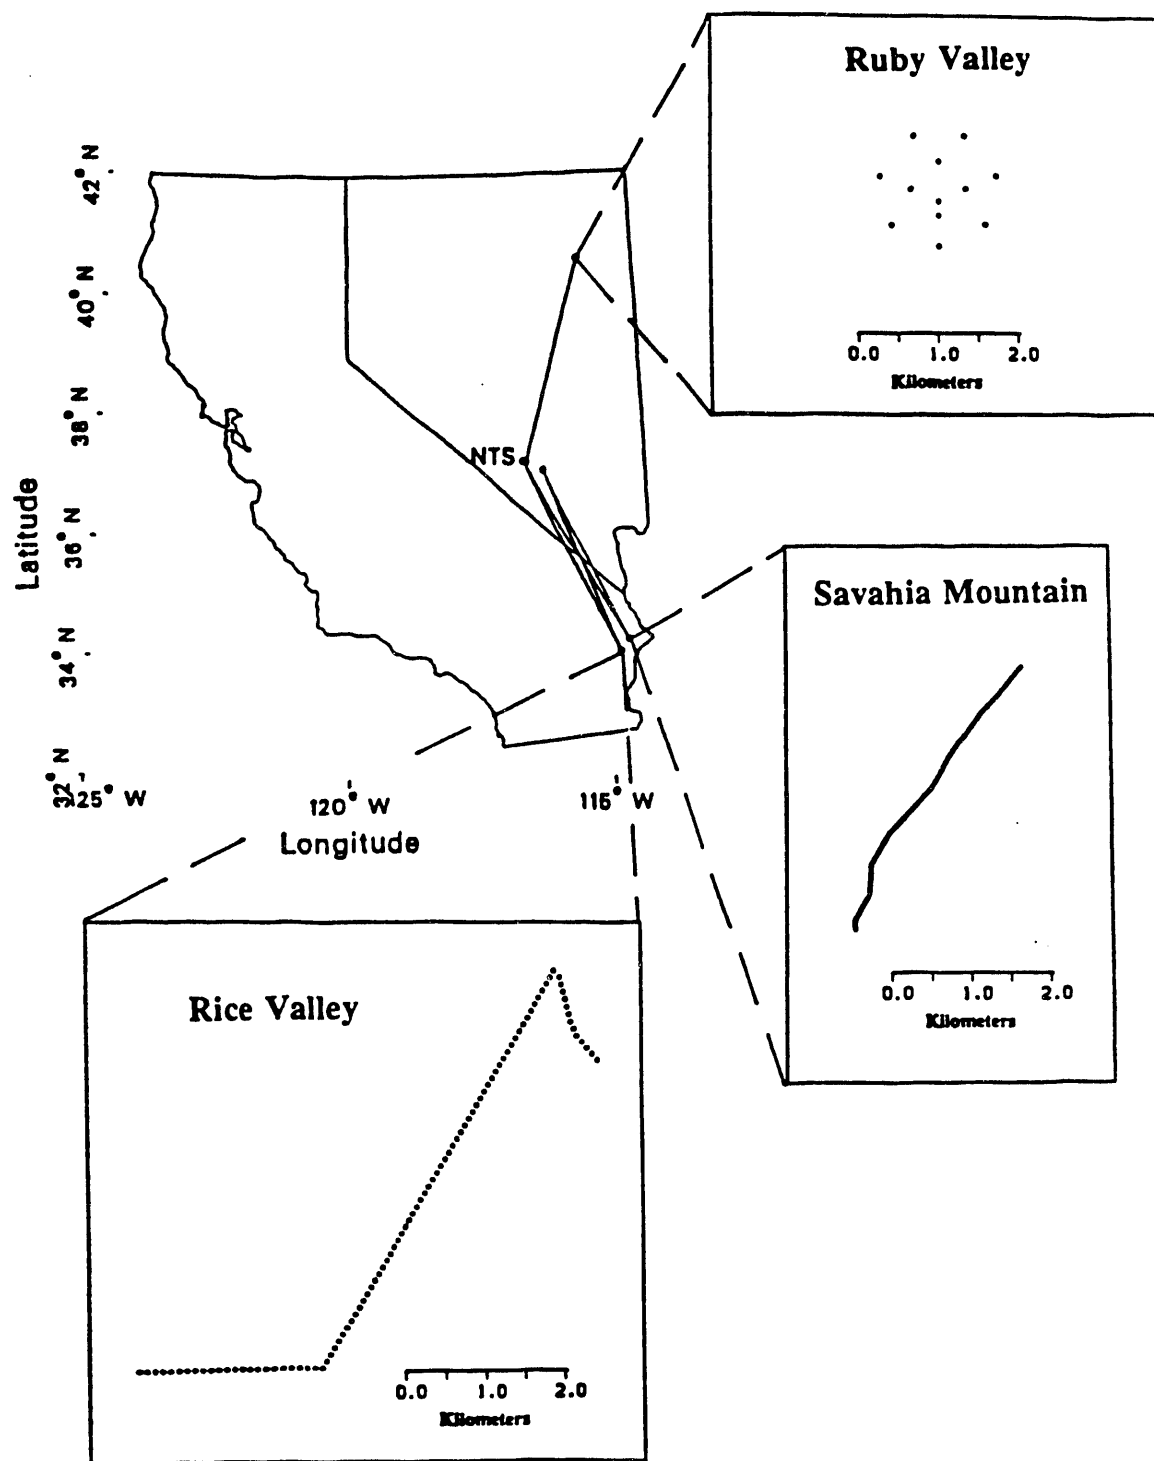 Ruby Valley
0.0 1.0 2.0
Kilometers
42° N
40° N
38° N
36° N
34° N
32° N
Latitude
NTS
Savahia Mountain
0.0 1.0 2.0
Kilometers
125° W
120° W
115° W
Longitude
Rice Valley
0.0 1.0 2.0
Kilometers